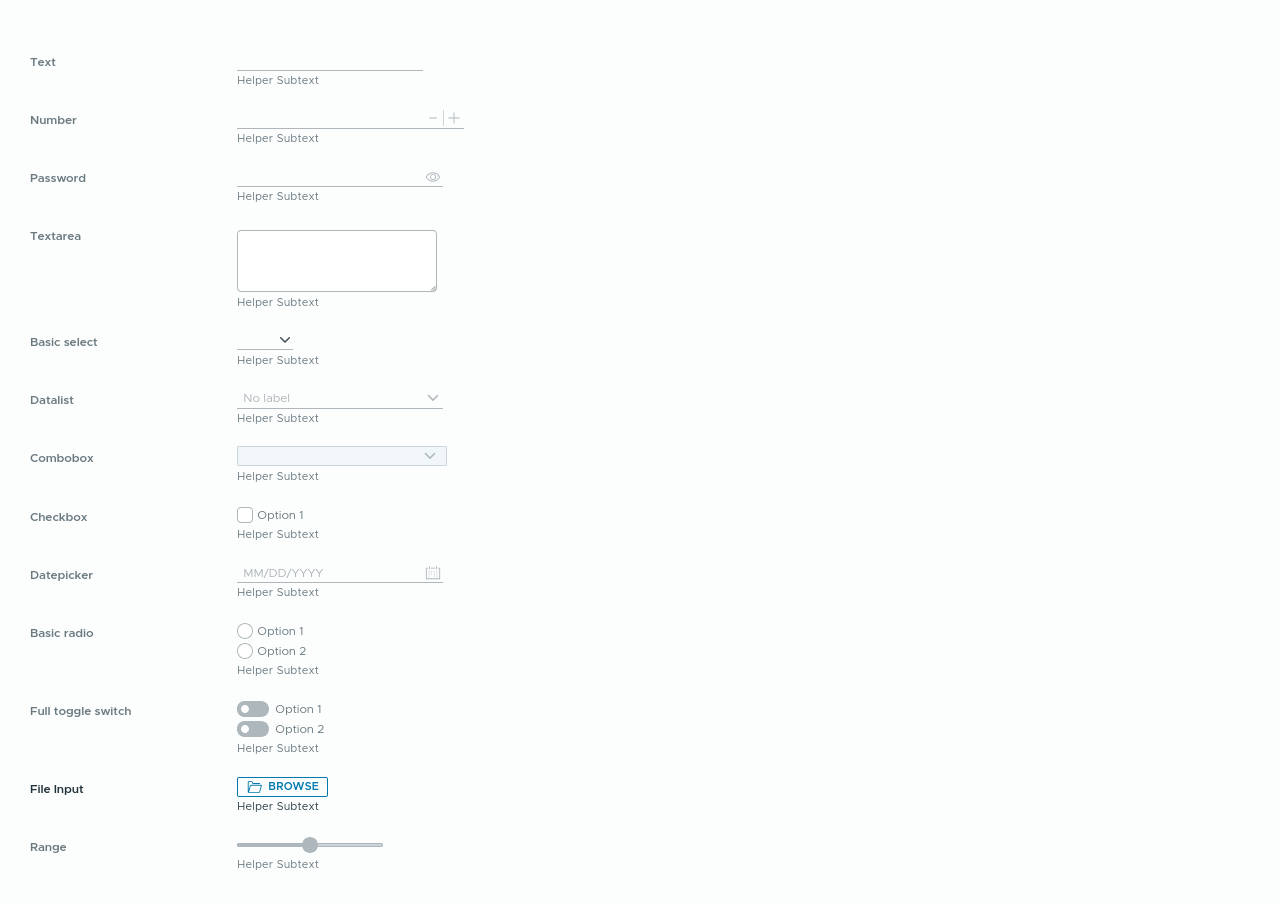 Text
Helper Subtext
Number
Helper Subtext
Password
Helper Subtext
Textarea
Helper Subtext
Basic select
Helper Subtext
Datalist No label
Helper Subtext
Combobox
Helper Subtext
Checkbox Option 1
Helper Subtext
Datepicker MM/DD/YYYY
Helper Subtext
Basic radio Option 1
Option 2
Helper Subtext
Full toggle switch Option 1
Option 2
Helper Subtext
File Input BROWSE
Helper Subtext
Range
Helper Subtext